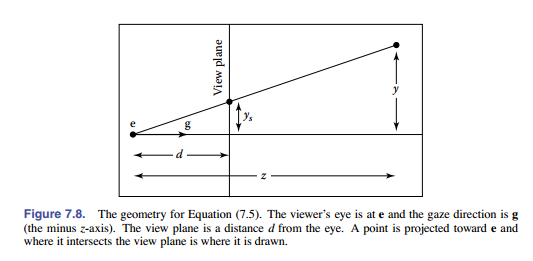 View plane
e
g
yₛ
y
d
z
Figure 7.8. The geometry for Equation (7.5). The viewer's eye is at e and the gaze direction is g
(the minus z-axis). The view plane is a distance d from the eye. A point is projected toward e and
where it intersects the view plane is where it is drawn.